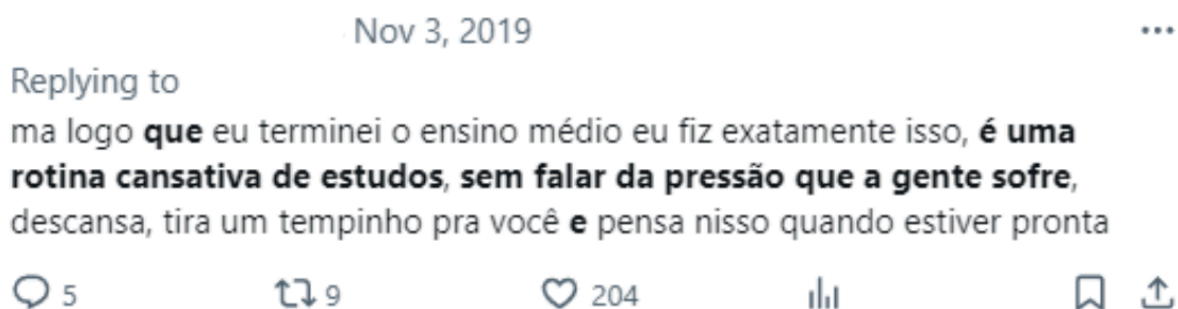 Nov 3, 2019
Replying to
ma logo que eu terminei o ensino médio eu fiz exatamente isso, é uma
rotina cansativa de estudos, sem falar da pressão que a gente sofre,
descansa, tira um tempinho pra você e pensa nisso quando estiver pronta
5 9 204